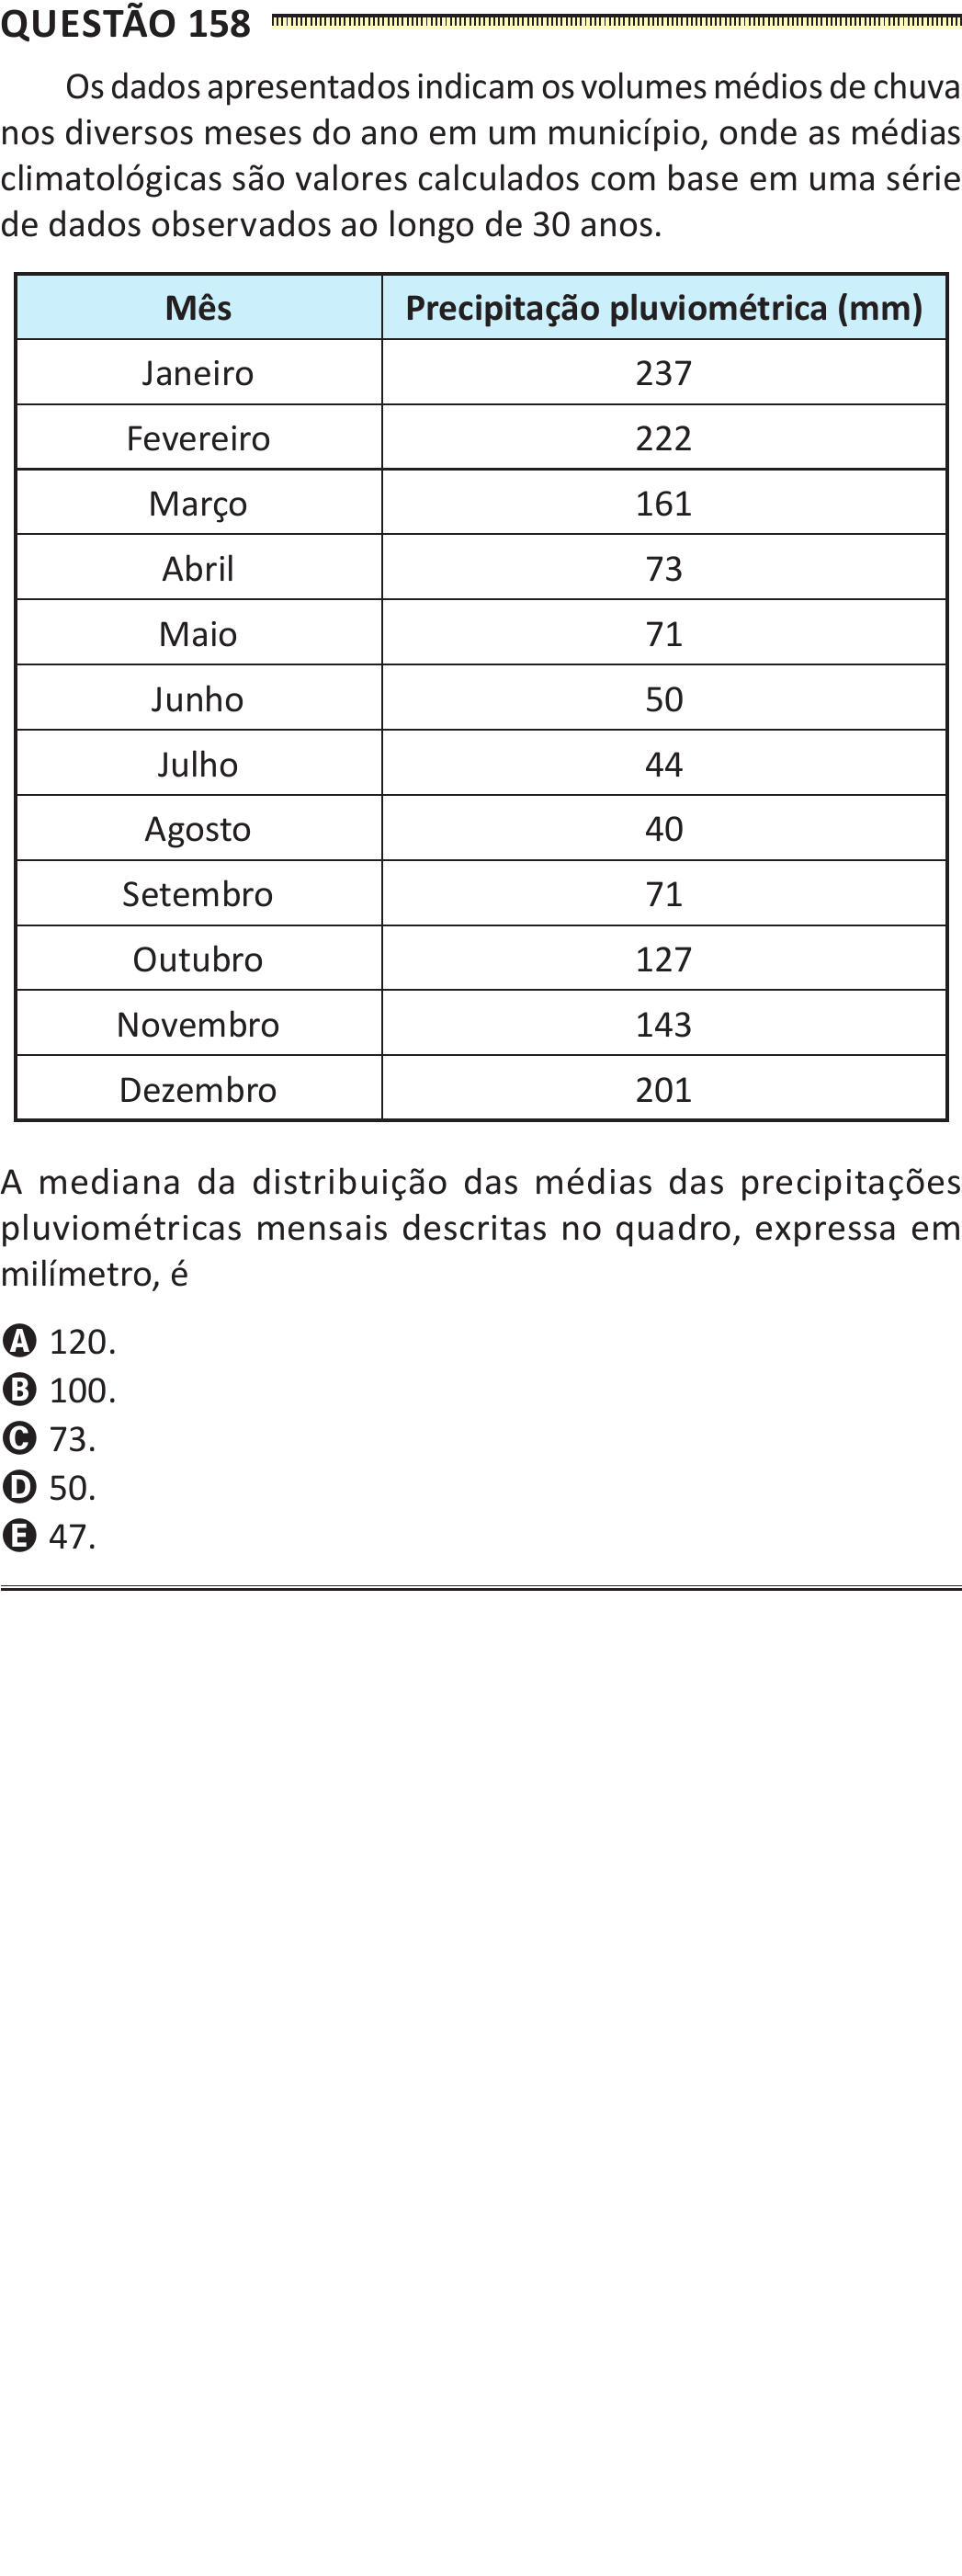 QUESTÃO 158
Os dados apresentados indicam os volumes médios de chuva
nos diversos meses do ano em um município, onde as médias
climatológicas são valores calculados com base em uma série
de dados observados ao longo de 30 anos.
Mês Precipitação pluviométrica (mm)
Janeiro 237
Fevereiro 222
Março 161
Abril 73
Maio 71
Junho 50
Julho 44
Agosto 40
Setembro 71
Outubro 127
Novembro 143
Dezembro 201
A mediana da distribuição das médias das precipitações
pluviométricas mensais descritas no quadro, expressa em
milímetro, é
A 120.
B 100.
C 73.
D 50.
E 47.